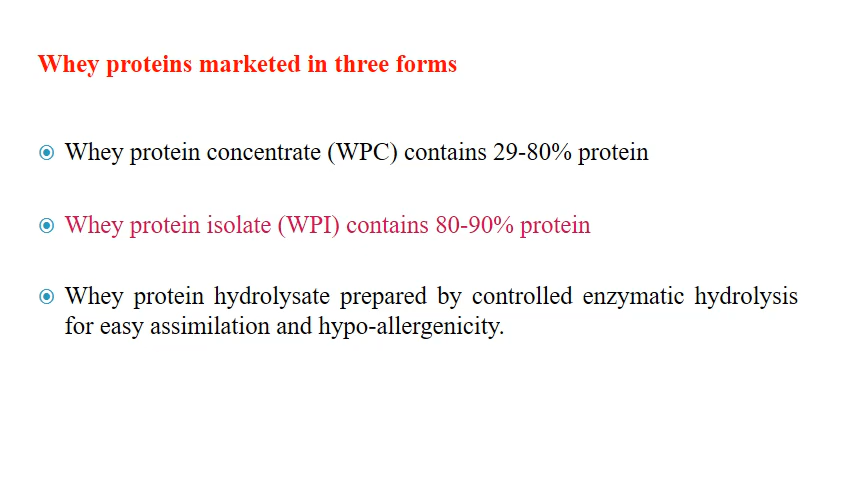 Whey proteins marketed in three forms
Whey protein concentrate (WPC) contains 29-80% protein
Whey protein isolate (WPI) contains 80-90% protein
Whey protein hydrolysate prepared by controlled enzymatic hydrolysis
for easy assimilation and hypo-allergenicity.